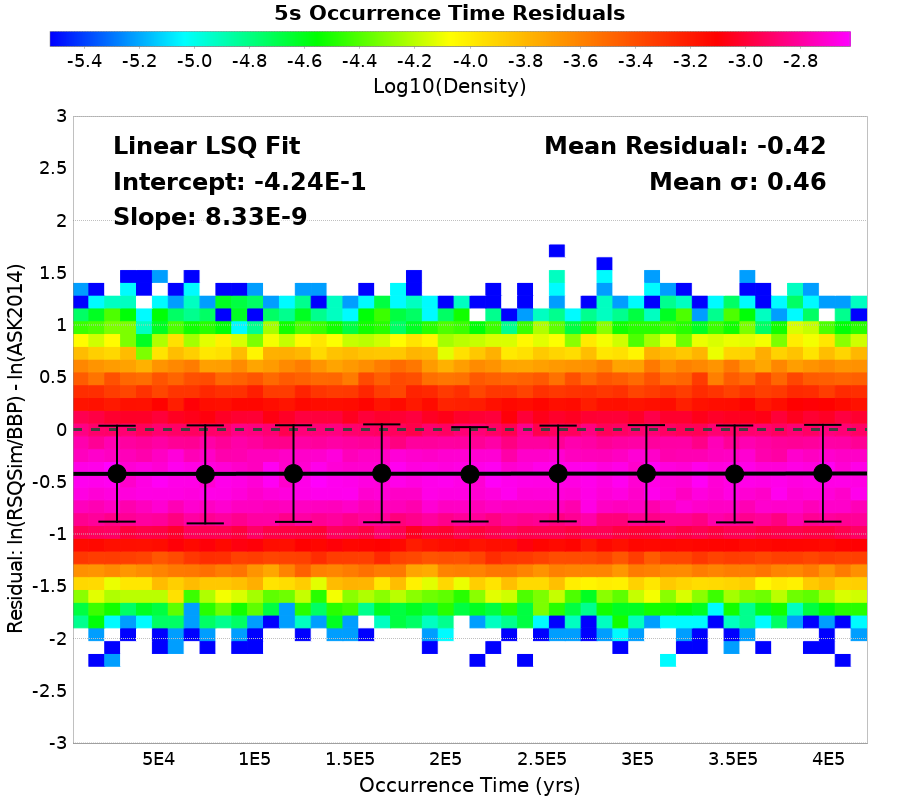 5s Occurrence Time Residuals
-5.4 -5.2 -5.0 -4.8 -4.6 -4.4 -4.2 -4.0 -3.8 -3.6 -3.4 -3.2 -3.0 -2.8
Log10(Density)
Linear LSQ Fit
Intercept: -4.24E-1
Slope: 8.33E-9
Mean Residual: -0.42
Mean σ: 0.46
Residual: ln(RSQSim/BBP) - ln(ASK2014)
3
2.5
2
1.5
1
0.5
0
-0.5
-1
-1.5
-2
-2.5
-3
5E4 1E5 1.5E5 2E5 2.5E5 3E5 3.5E5 4E5
Occurrence Time (yrs)